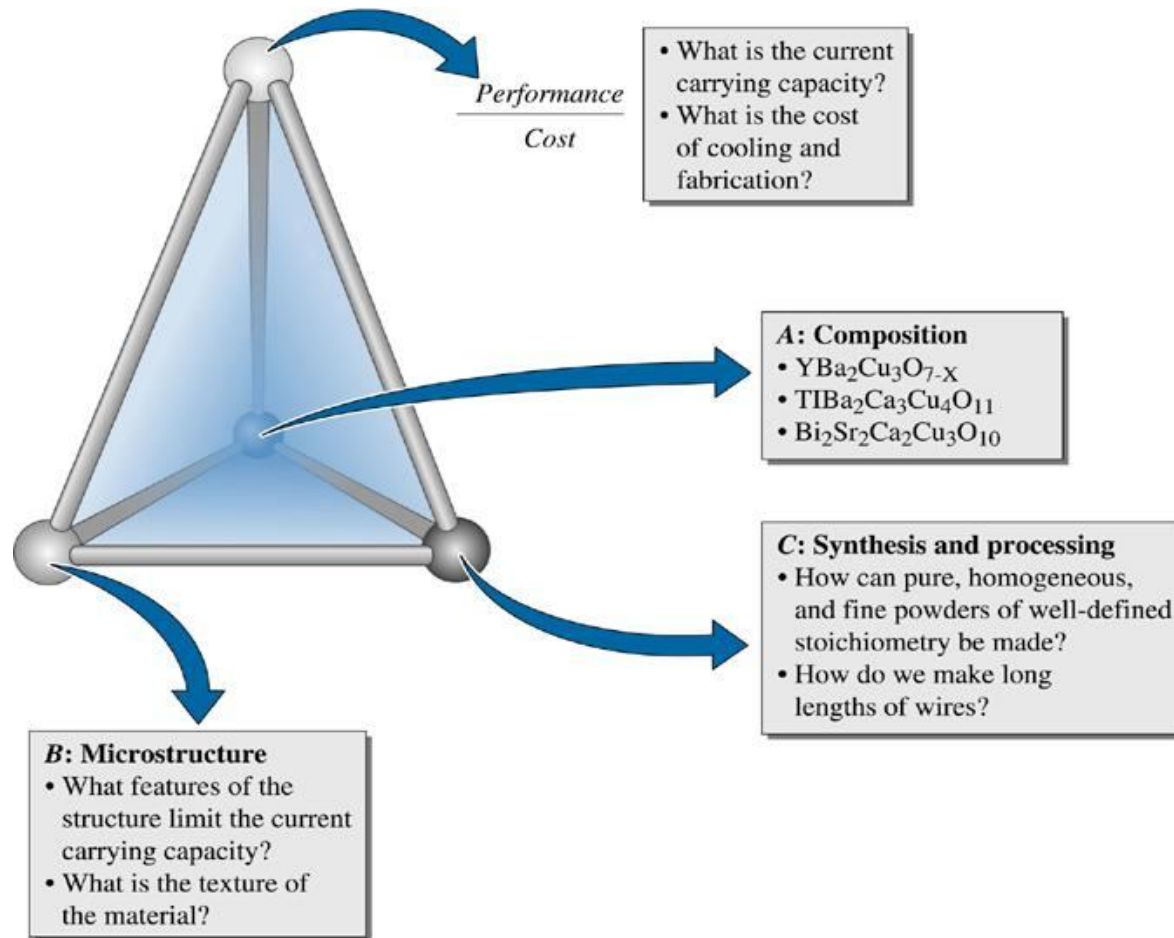 Performance
Cost
• What is the current
carrying capacity?
• What is the cost
of cooling and
fabrication?
A: Composition
• YBa₂Cu₃O₇₋ₓ
• TIBa₂Ca₃Cu₄O₁₁
• Bi₂Sr₂Ca₂Cu₃O₁₀
C: Synthesis and processing
• How can pure, homogeneous,
and fine powders of well-defined
stoichiometry be made?
• How do we make long
lengths of wires?
B: Microstructure
• What features of the
structure limit the current
carrying capacity?
• What is the texture of
the material?